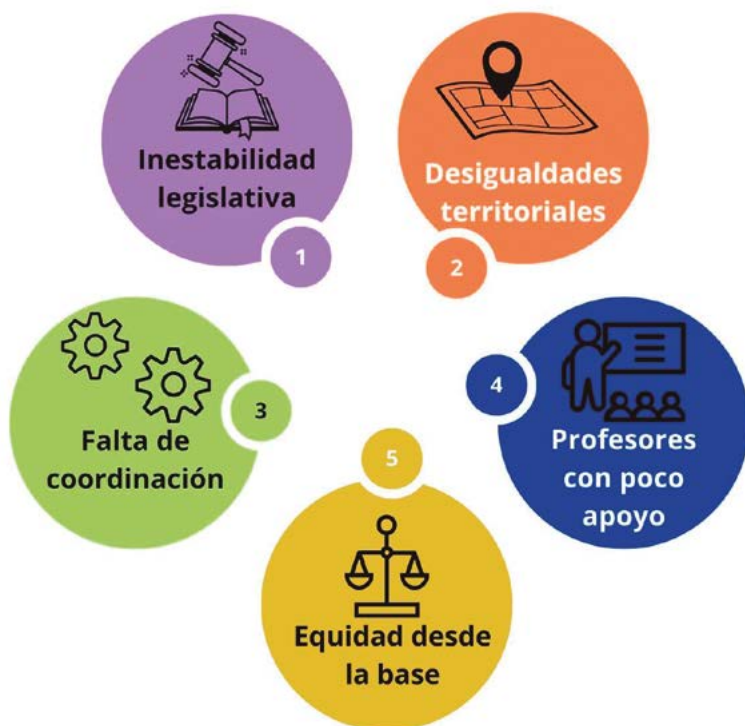 Inestabilidad
legislativa
1
Desigualdades
territoriales
2
Falta de
coordinación
3
4
Profesores
con poco
apoyo
5
Equidad desde
la base